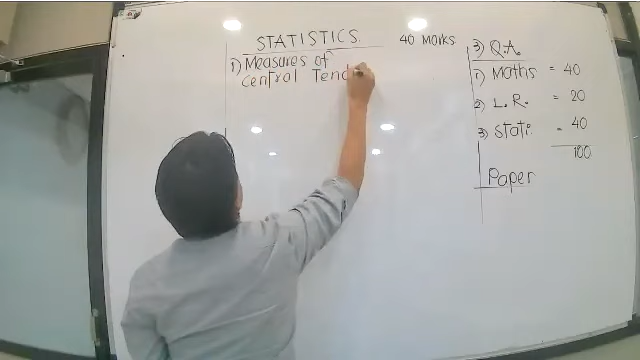 STATISTICS.
40 Marks
1) Measures of
Central Tend
3) Q.A.
1) Maths = 40
2) L.R. = 20
3) Stati. = 40
100
Paper